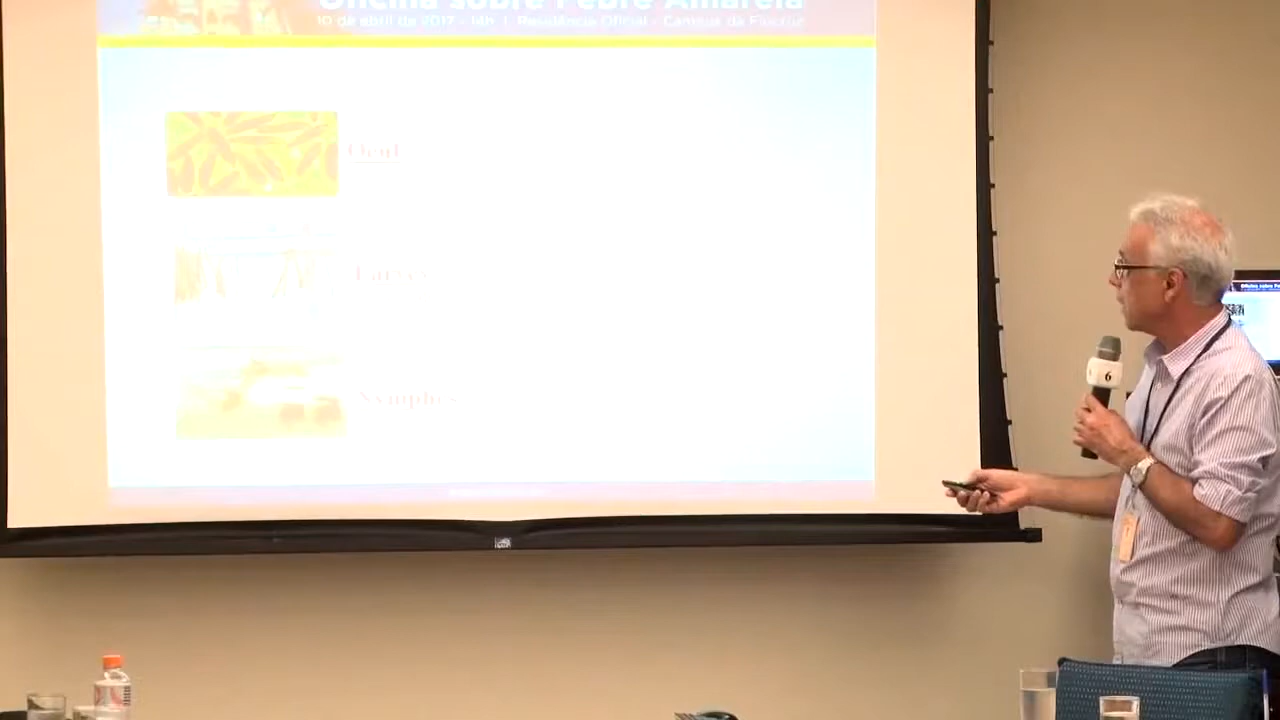 Oficina sobre Febre Amarela
10 de abril de 2017 - 14h | Residência Oficial - Campus da Fiocruz
Larves
Nymphes
6